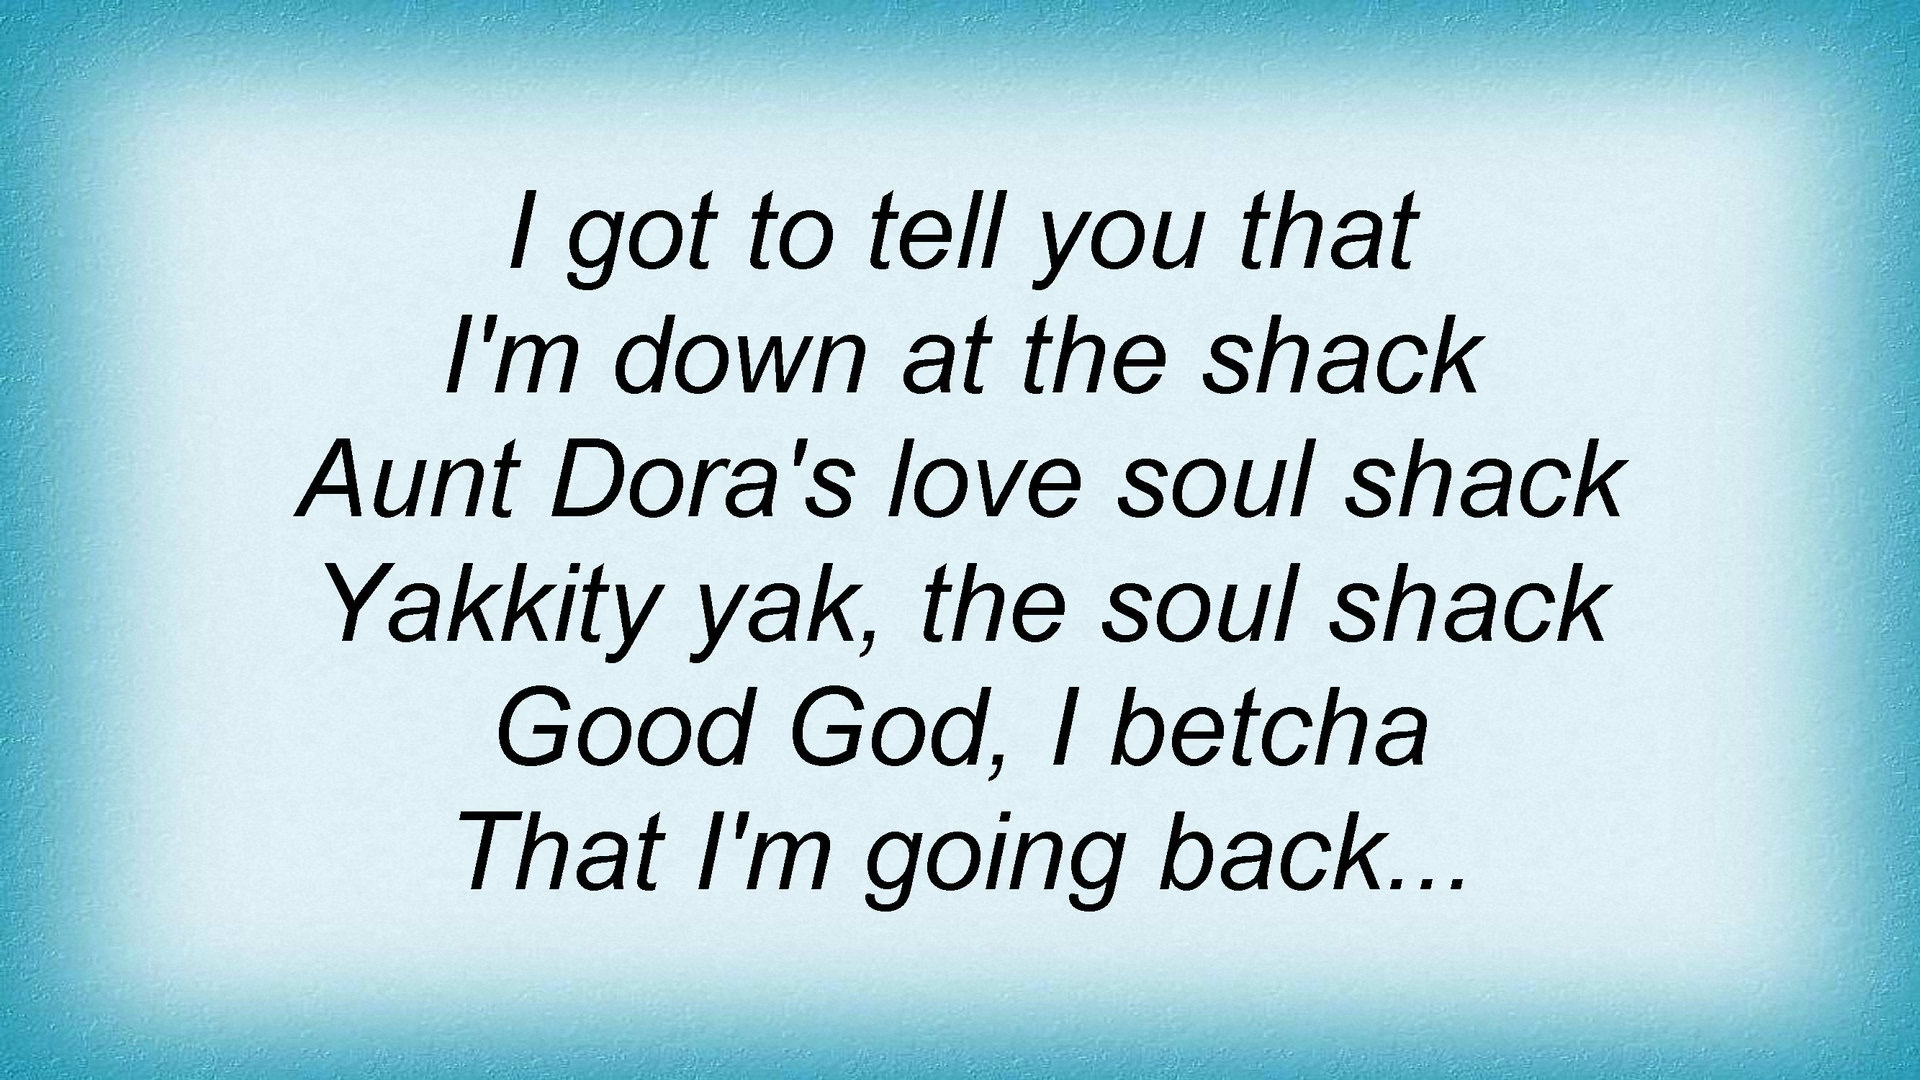 I got to tell you that
I'm down at the shack
Aunt Dora's love soul shack
Yakkity yak, the soul shack
Good God, I betcha
That I'm going back...